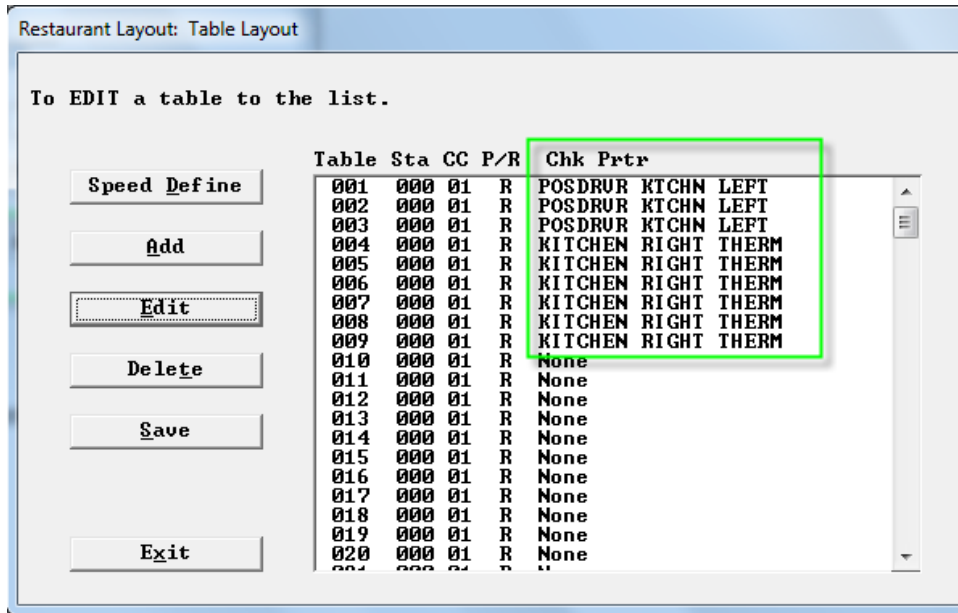 Restaurant Layout: Table Layout
To EDIT a table to the list.
Table Sta CC P/R Chk Prtr
Speed Define
Add
Edit
Delete
Save
Exit
001 000 01 R POSDRVR KTCHN LEFT
002 000 01 R POSDRVR KTCHN LEFT
003 000 01 R POSDRVR KTCHN LEFT
004 000 01 R KITCHEN RIGHT THERM
005 000 01 R KITCHEN RIGHT THERM
006 000 01 R KITCHEN RIGHT THERM
007 000 01 R KITCHEN RIGHT THERM
008 000 01 R KITCHEN RIGHT THERM
009 000 01 R KITCHEN RIGHT THERM
010 000 01 R None
011 000 01 R None
012 000 01 R None
013 000 01 R None
014 000 01 R None
015 000 01 R None
016 000 01 R None
017 000 01 R None
018 000 01 R None
019 000 01 R None
020 000 01 R None